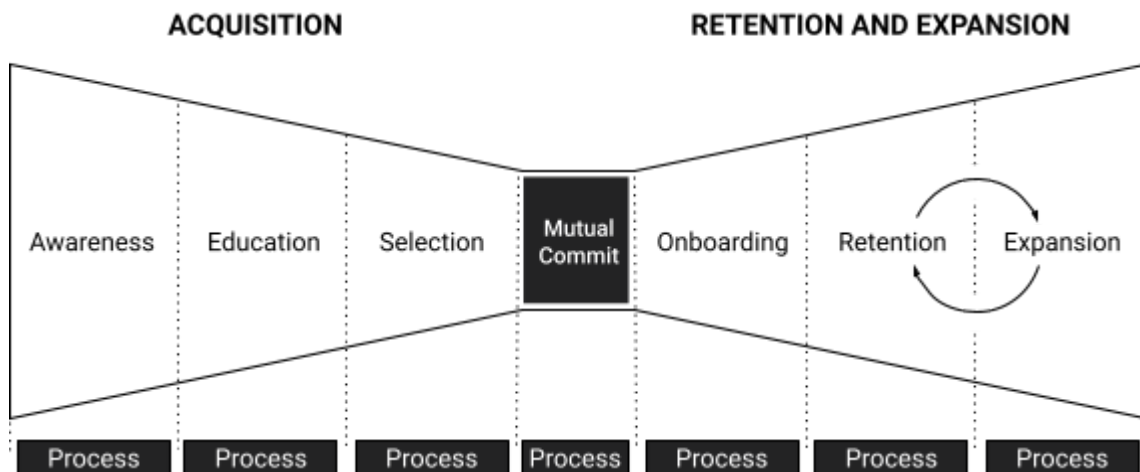 ACQUISITION
RETENTION AND EXPANSION
Awareness
Education
Selection
Mutual
Commit
Onboarding
Retention
Expansion
Process
Process
Process
Process
Process
Process
Process